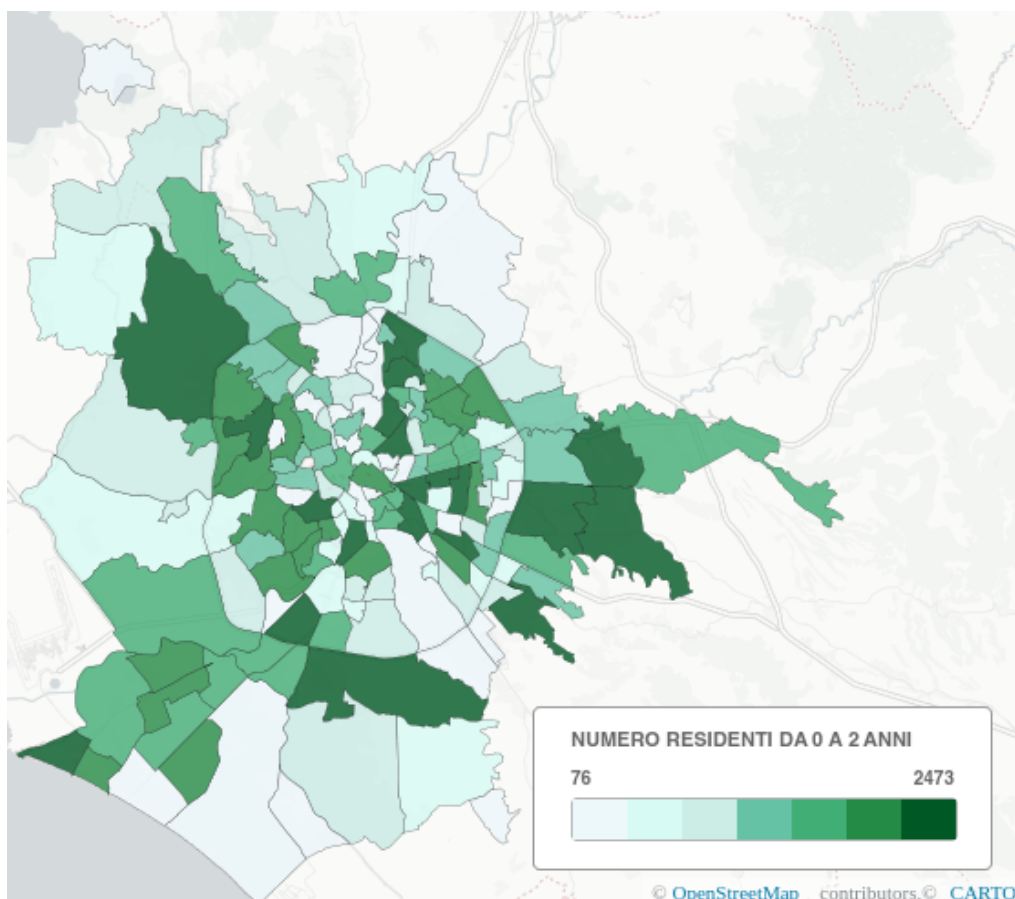 NUMERO RESIDENTI DA 0 A 2 ANNI
76 2473
© OpenStreetMap contributors,© CARTO